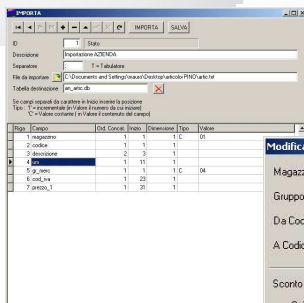 IMPORTA
IMPORTA SALVA
ID 1 Stato
Descrizione Importazione AZIENDA
Separatore ; T = Tabulatore
File da importare C:\Documents and Settings\mauro\Desktop\articoloi PINO\artic.txt
Tabella destinazione an_artic.db
Se campi separati da carattere in Inizio inserire la posizione
Tipo : 'I' = incrementale (in Valore il numero da cui iniziare)
'C' = Valore costante ( in Valore il contenuto del campo)
Riga Campo Ord. Concat. Inizio Dimensione Tipo Valore
1 magazzino 1 1 1 C 01
2 codice 1 1 1
3 descrizione 2 3 1
4 um 1 11 1
5 gr_merc 1 1 1 C 04
6 cod_iva 1 23 1
7 prezzo_1 1 31 1
Modifica
Magazz
Gruppo
Da Cod
A Codic
Sconto